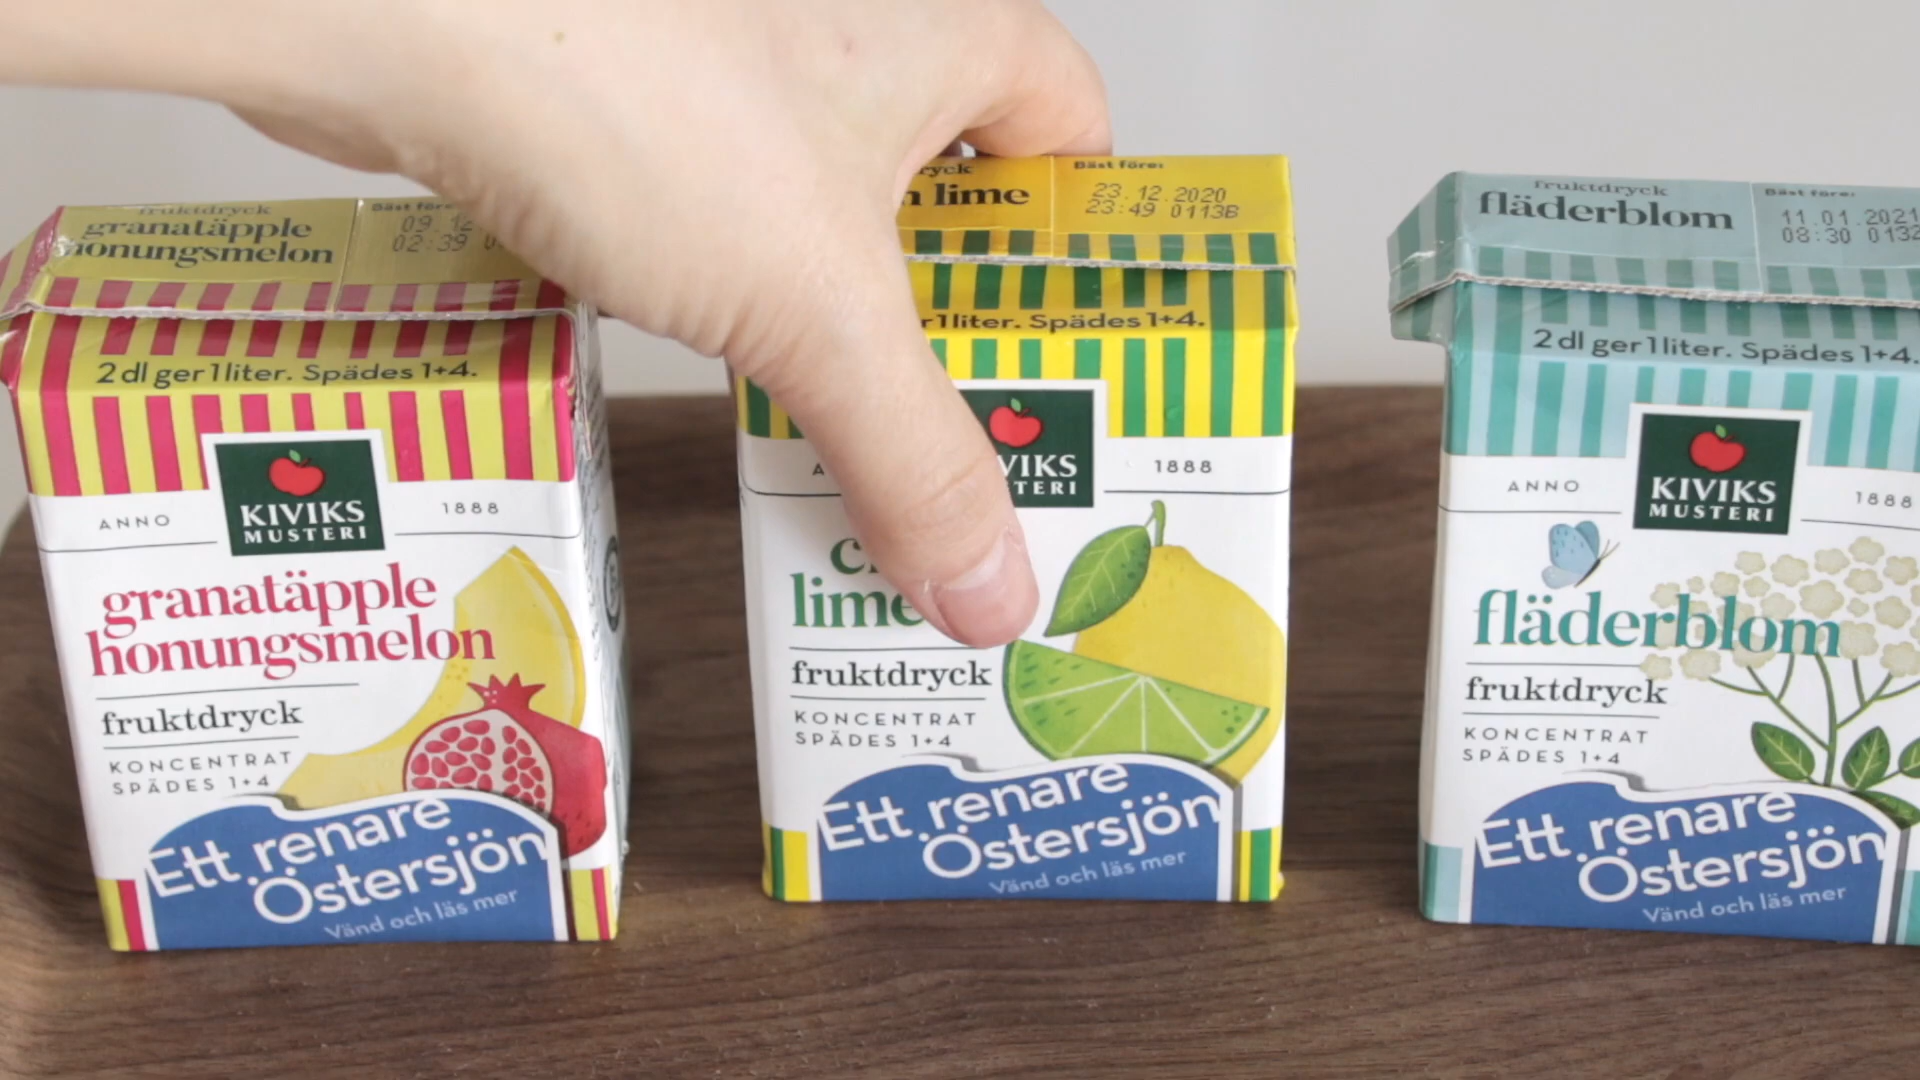 fruktdryck
granatäpple
honungsmelon
Bäst före:
09.12
02:39
2 dl ger 1 liter. Spädes 1+4.
ANNO
KIVIKS
MUSTERI
1888
granatäpple
honungsmelon
fruktdryck
KONCENTRAT
SPÄDES 1+4
Ett renare
Östersjön
Vänd och läs mer
lime
Bäst före:
23.12.2020
23:49 0113B
1 liter. Spädes 1+4.
1888
lime
fruktdryck
KONCENTRAT
SPÄDES 1+4
Ett renare
Östersjön
Vänd och läs mer
fruktdryck
fläderblom
Bäst före:
11.01.2021
08:30 0132
2 dl ger 1 liter. Spädes 1+4.
ANNO
KIVIKS
MUSTERI
1888
fläderblom
fruktdryck
KONCENTRAT
SPÄDES 1+4
Ett renare
Östersjön
Vänd och läs mer